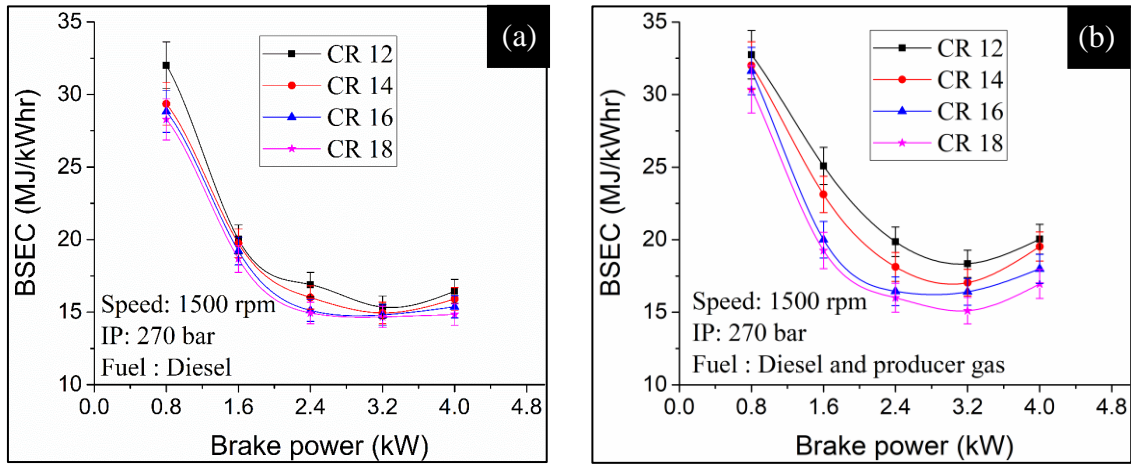 (a)
35
30
25
20
15
10
BSEC (MJ/kWhr)
CR 12
CR 14
CR 16
CR 18
Speed: 1500 rpm
IP: 270 bar
Fuel : Diesel
0.0 0.8 1.6 2.4 3.2 4.0 4.8
Brake power (kW)
(b)
35
30
25
20
15
10
BSEC (MJ/kWhr)
CR 12
CR 14
CR 16
CR 18
Speed: 1500 rpm
IP: 270 bar
Fuel : Diesel and producer gas
0.0 0.8 1.6 2.4 3.2 4.0 4.8
Brake power (kW)